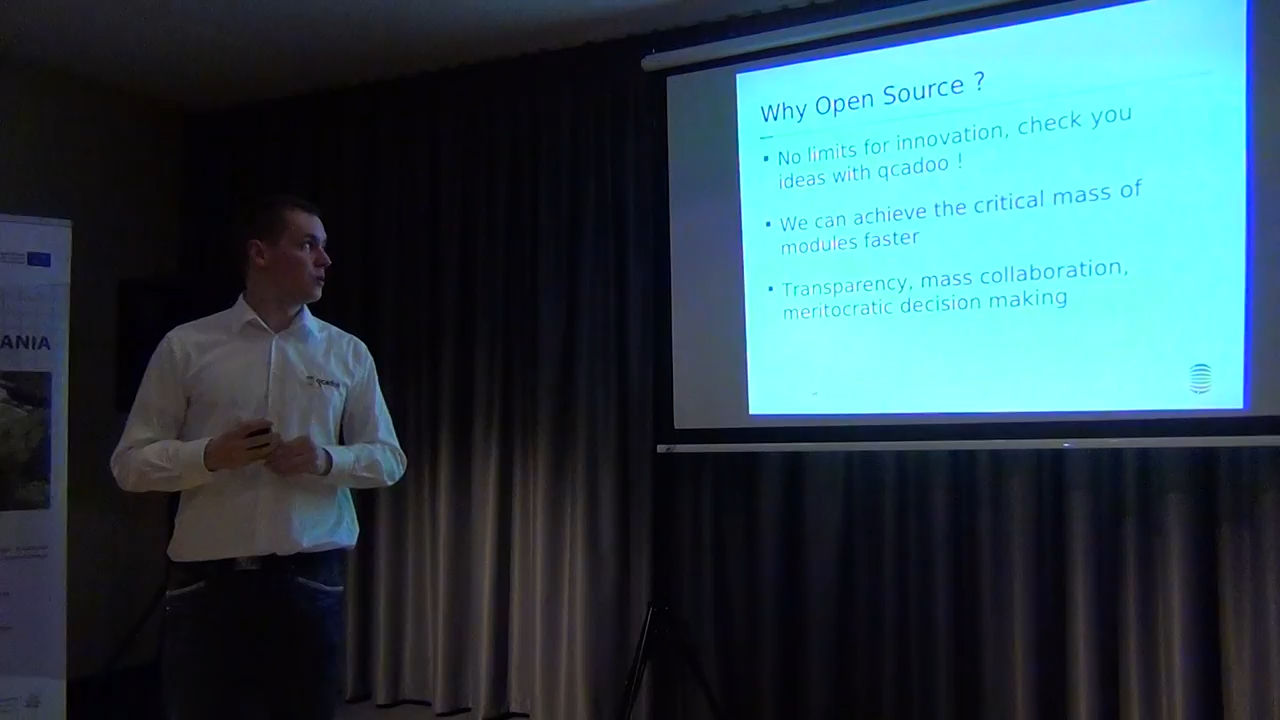 Why Open Source ?
▪ No limits for innovation, check you
ideas with qcadoo !
▪ We can achieve the critical mass of
modules faster
▪ Transparency, mass collaboration,
meritocratic decision making
qcadoo
ANIA